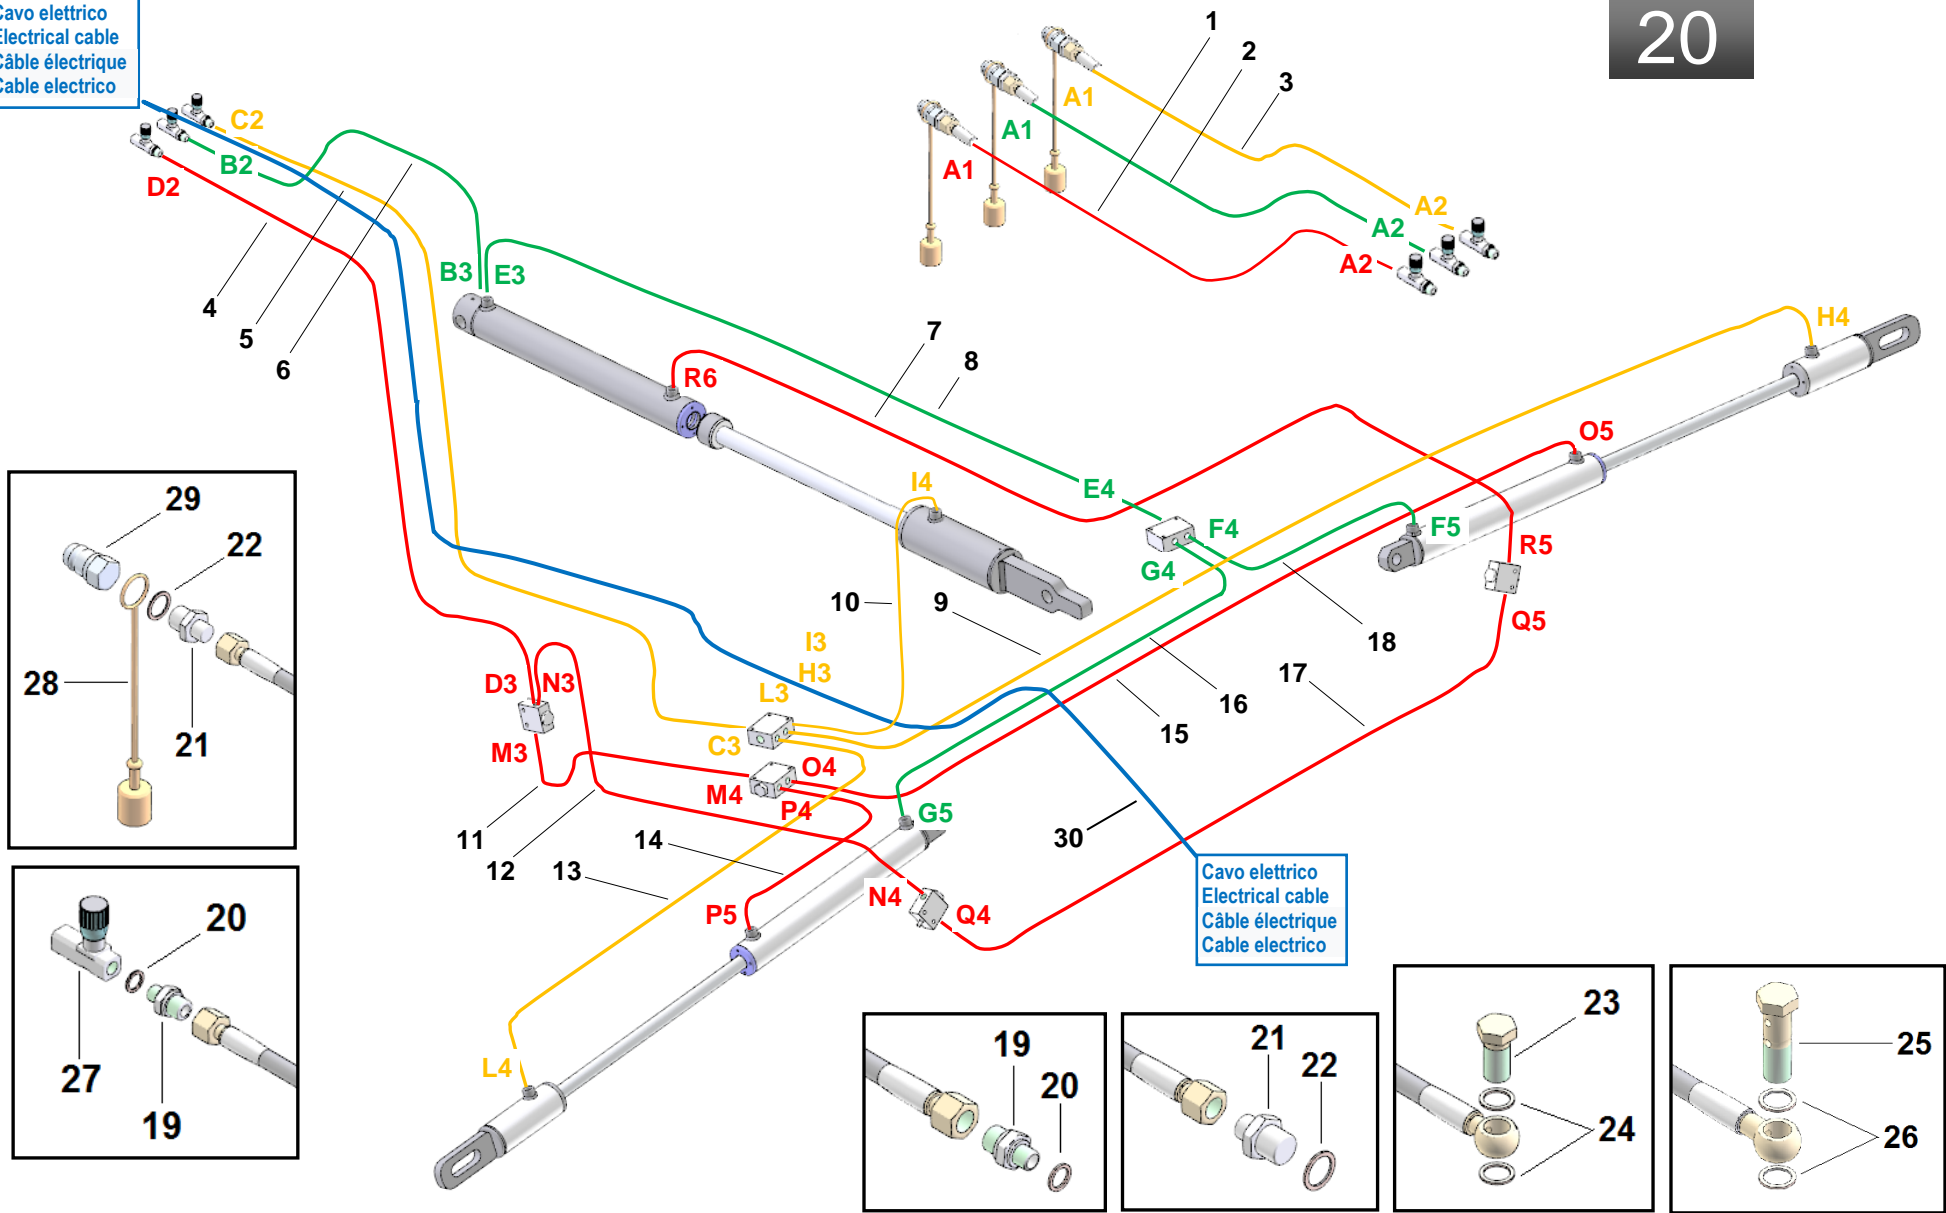 Cavo elettrico
Electrical cable
Câble électrique
Cable electrico
20
1
2
3
A1
A1
A1
A2
A2
A2
C2
B2
D2
4
5
6
B3
E3
7
8
R6
H4
O5
I4
E4
F4
F5
G4
R5
Q5
10
9
18
I3
H3
L3
16
17
15
D3
N3
C3
M3
O4
M4
P4
G5
11
12
13
14
30
N4
Q4
P5
L4
Cavo elettrico
Electrical cable
Câble électrique
Cable electrico
29
22
28
21
20
27
19
19
20
21
22
23
24
25
26